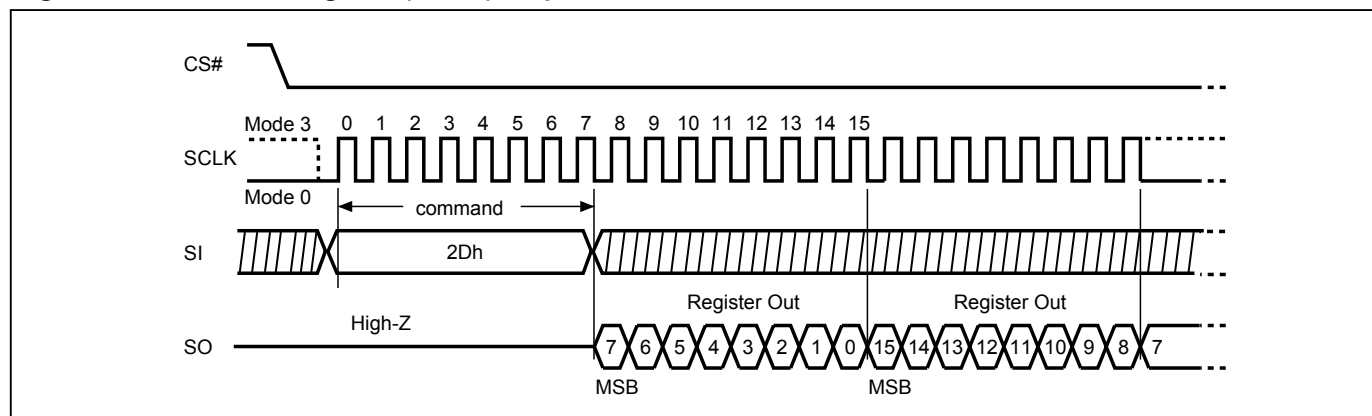 CS#
Mode 3 0 1 2 3 4 5 6 7 8 9 10 11 12 13 14 15
SCLK
Mode 0
command
SI 2Dh
Register Out Register Out
High-Z
SO 7 6 5 4 3 2 1 0 15 14 13 12 11 10 9 8 7
MSB MSB